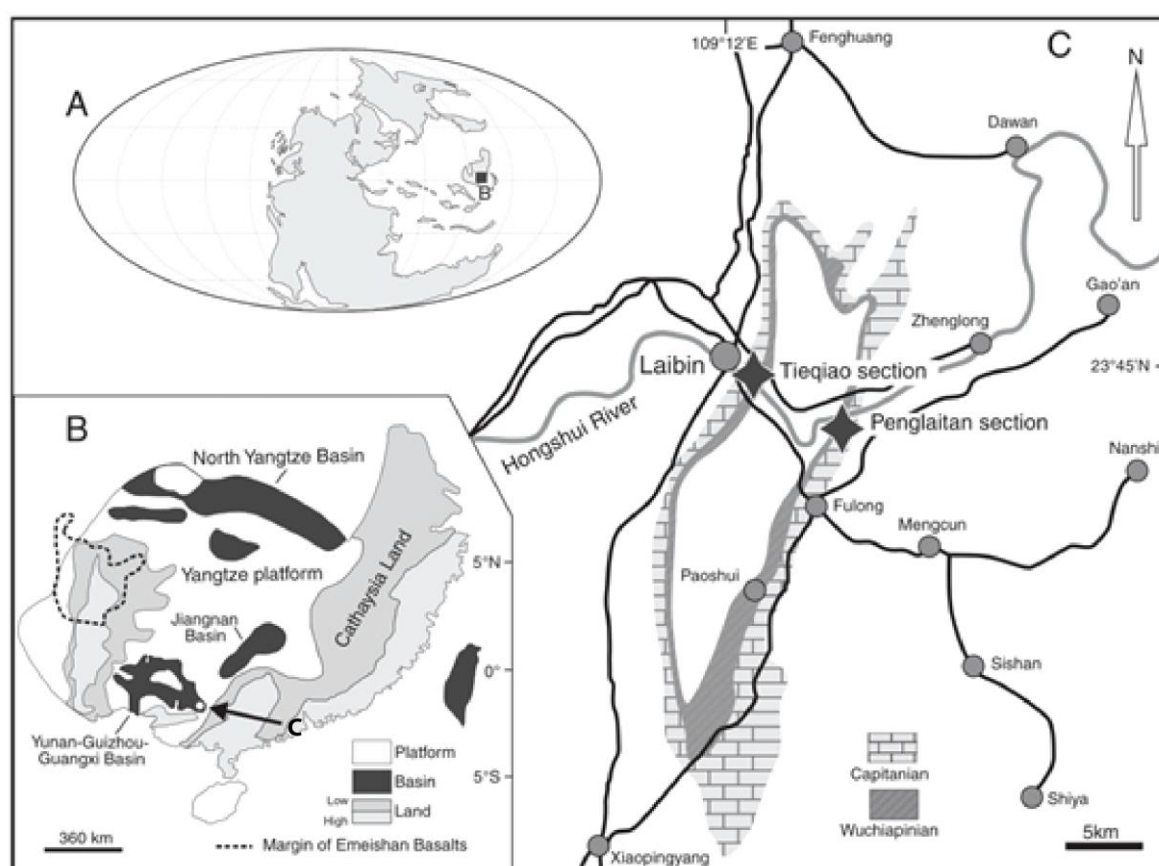 A
B
C
109°12'E
Fenghuang
N
Dawan
Gao'an
Zhenglong
Laibin
Tieqiao section
23°45'N
Hongshui River
Penglaitan section
Nanshi
Fulong
Mengcun
Paoshui
Sishan
Capitanian
Wuchiapinian
Shiya
5km
Xiaopingyang
B
North Yangtze Basin
Yangtze platform
5°N
Cathaysia Land
Jiangnan
Basin
0°
C
Yunan-Guizhou-
Guangxi Basin
Platform
Basin
Low
High
Land
5°S
Margin of Emeishan Basalts
360 km